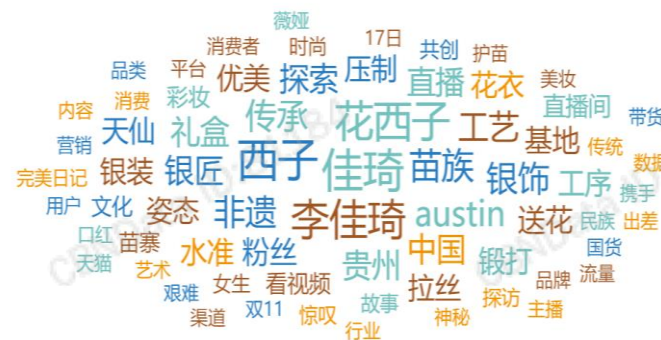 薇娅
17日
消费者 时尚 共创 护苗
品类 平台 优美 探索 压制 直播 花衣 美妆
内容 消费 彩妆 传承 花西子 直播间 带货
营销 天仙 礼盒 工艺 基地 传统
完美日记 银装 银匠 西子 佳琦 苗族 银饰 工序 数据
携手
用户 文化 姿态 非遗 李佳琦 austin 送花 民族 出差
口红 苗寨 水准 粉丝 中国 国货
天猫 艺术 贵州 锻打
艰难 女生 看视频 拉丝 品牌 流量
渠道 双11 惊叹 故事 神秘 探访 主播
行业